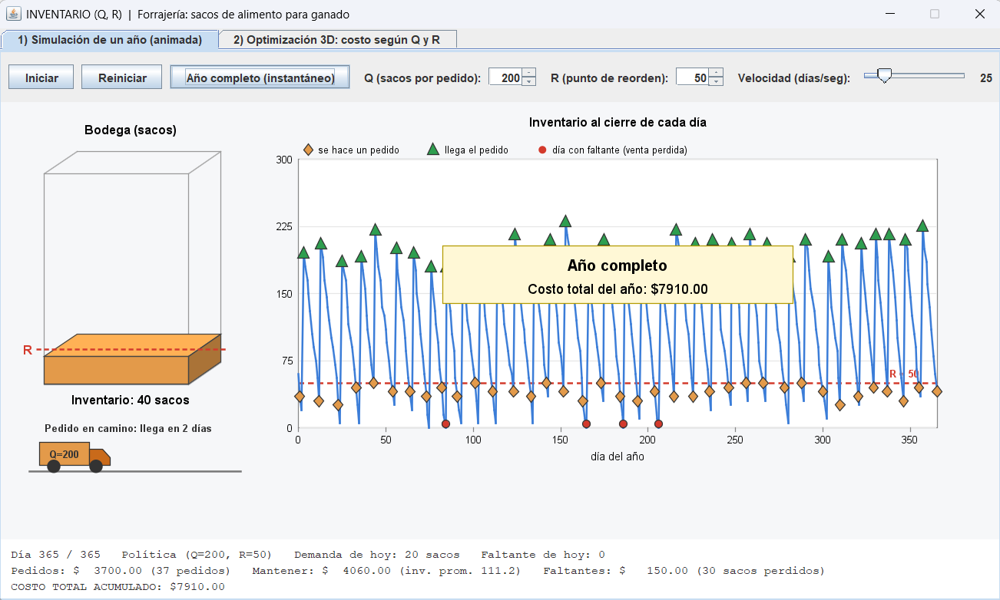 INVENTARIO (Q, R) | Forrajería: sacos de alimento para ganado
1) Simulación de un año (animada)
2) Optimización 3D: costo según Q y R
Iniciar
Reiniciar
Año completo (instantáneo)
Q (sacos por pedido):
200
R (punto de reorden):
50
Velocidad (días/seg):
25
Bodega (sacos)
R
Inventario: 40 sacos
Pedido en camino: llega en 2 días
Q=200
Inventario al cierre de cada día
se hace un pedido
llega el pedido
día con faltante (venta perdida)
300
225
150
75
0
R = 50
Año completo
Costo total del año: $7910.00
0
50
100
150
200
250
300
350
día del año
Día 365 / 365 Política (Q=200, R=50) Demanda de hoy: 20 sacos Faltante de hoy: 0
Pedidos: $ 3700.00 (37 pedidos) Mantener: $ 4060.00 (inv. prom. 111.2) Faltantes: $ 150.00 (30 sacos perdidos)
COSTO TOTAL ACUMULADO: $7910.00